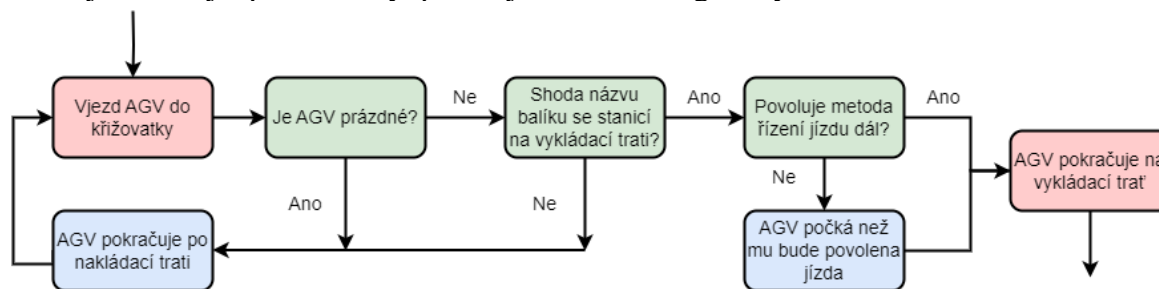 Vjezd AGV do
křižovatky
Je AGV prázdné?
Ne
Shoda názvu
balíku se stanicí
na vykládací trati?
Ano
Povoluje metoda
řízení jízdu dál?
Ano
AGV pokračuje na
vykládací trať
Ano
Ne
Ne
AGV pokračuje po
nakládací trati
AGV počká než
mu bude povolena
jízda